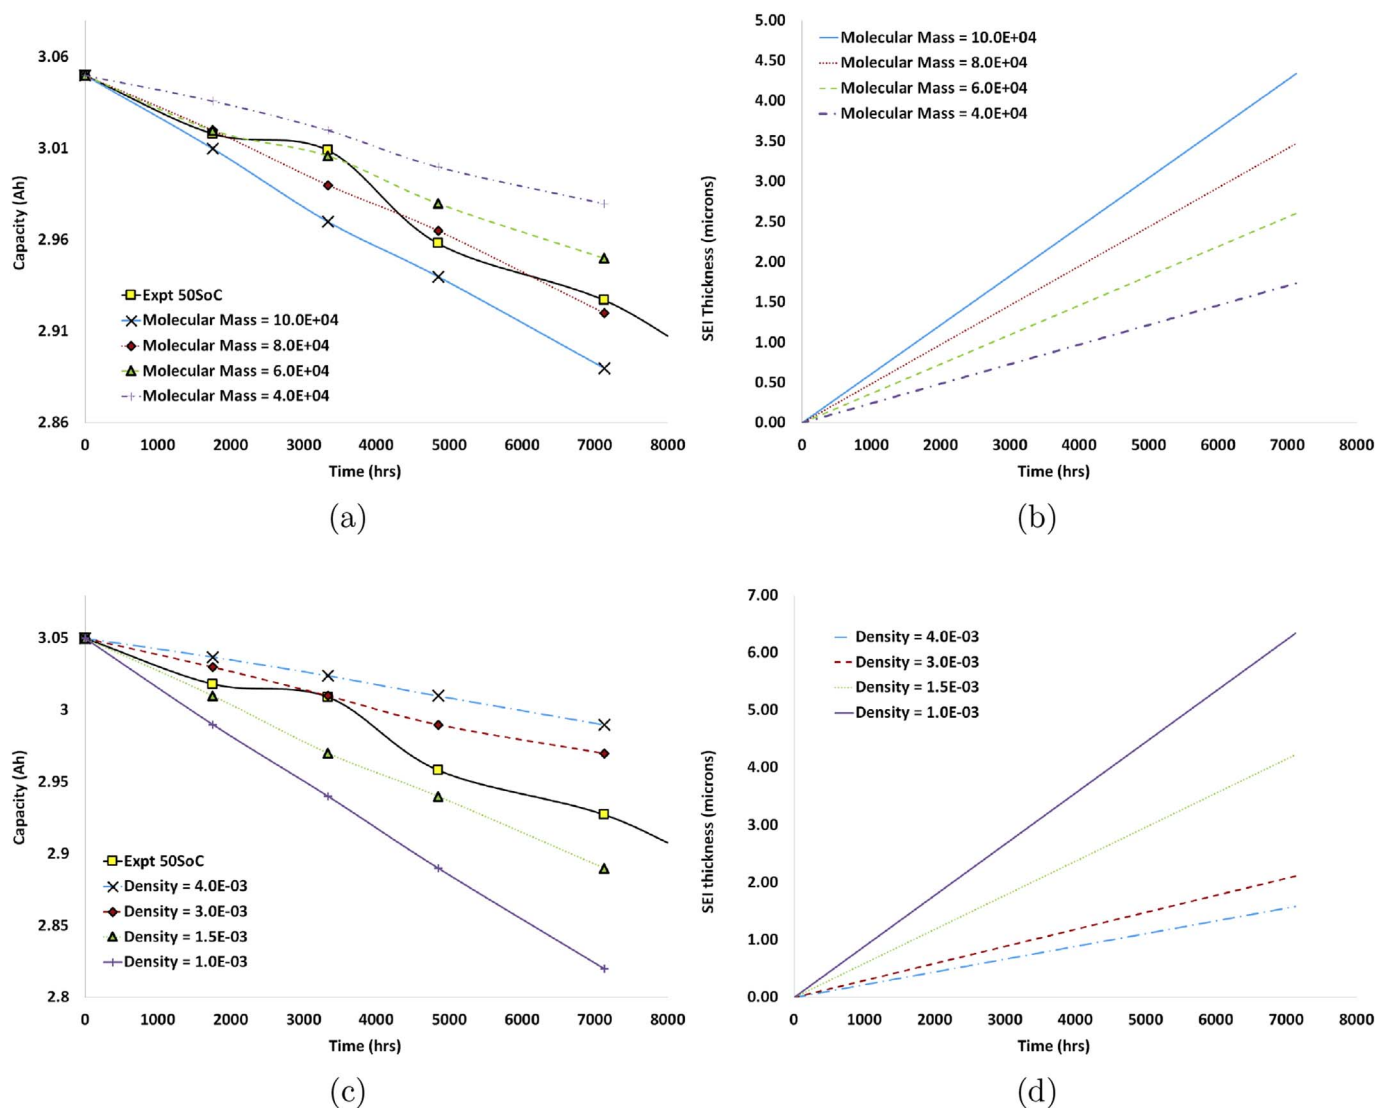 3.06
3.01
2.96
2.91
2.86
Capacity (Ah)
Expt 50SoC
Molecular Mass = 10.0E+04
Molecular Mass = 8.0E+04
Molecular Mass = 6.0E+04
Molecular Mass = 4.0E+04
0 1000 2000 3000 4000 5000 6000 7000 8000
Time (hrs)
(a)
5.00
4.50
4.00
3.50
3.00
2.50
2.00
1.50
1.00
0.50
0.00
SEI Thickness (microns)
Molecular Mass = 10.0E+04
Molecular Mass = 8.0E+04
Molecular Mass = 6.0E+04
Molecular Mass = 4.0E+04
0 1000 2000 3000 4000 5000 6000 7000 8000
Time (hrs)
(b)
3.05
3
2.95
2.9
2.85
2.8
Capacity (Ah)
Expt 50SoC
Density = 4.0E-03
Density = 3.0E-03
Density = 1.5E-03
Density = 1.0E-03
0 1000 2000 3000 4000 5000 6000 7000 8000
Time (hrs)
(c)
7.00
6.00
5.00
4.00
3.00
2.00
1.00
0.00
SEI thickness (microns)
Density = 4.0E-03
Density = 3.0E-03
Density = 1.5E-03
Density = 1.0E-03
0 1000 2000 3000 4000 5000 6000 7000 8000
Time (hrs)
(d)